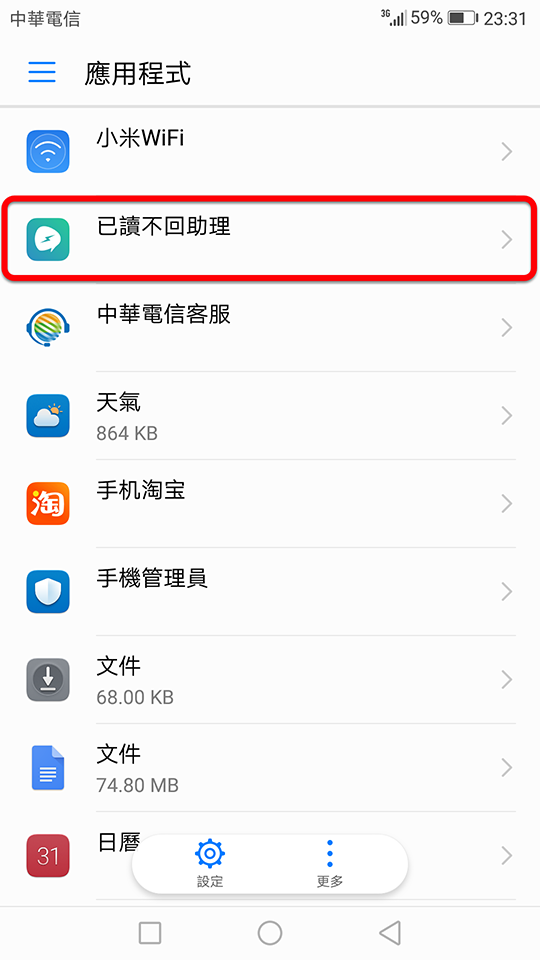 中華電信 3G 59% 23:31
應用程式
小米WiFi
已讀不回助理
中華電信客服
天氣
864 KB
淘
手机淘宝
手機管理員
文件
68.00 KB
文件
74.80 MB
31
日曆
設定 更多